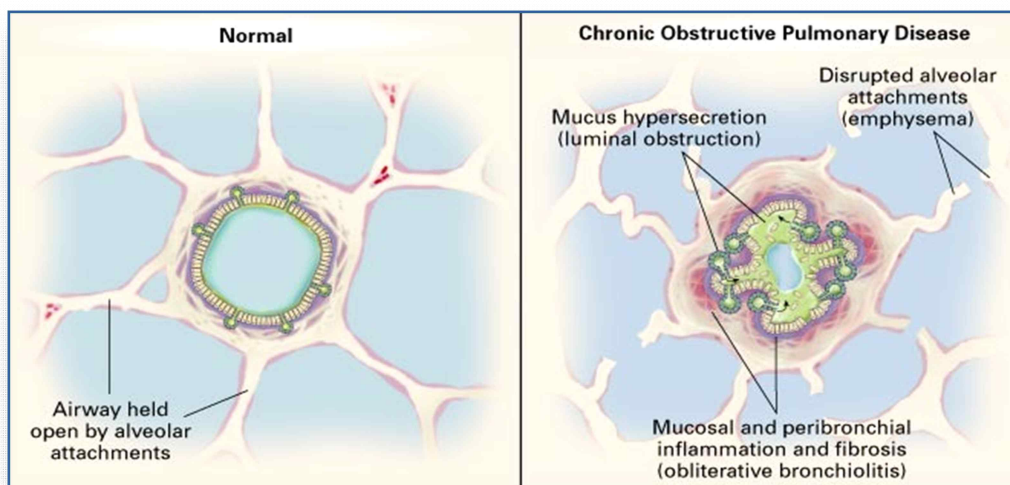 Normal
Airway held
open by alveolar
attachments
Chronic Obstructive Pulmonary Disease
Mucus hypersecretion
(luminal obstruction)
Disrupted alveolar
attachments
(emphysema)
Mucosal and peribronchial
inflammation and fibrosis
(obliterative bronchiolitis)